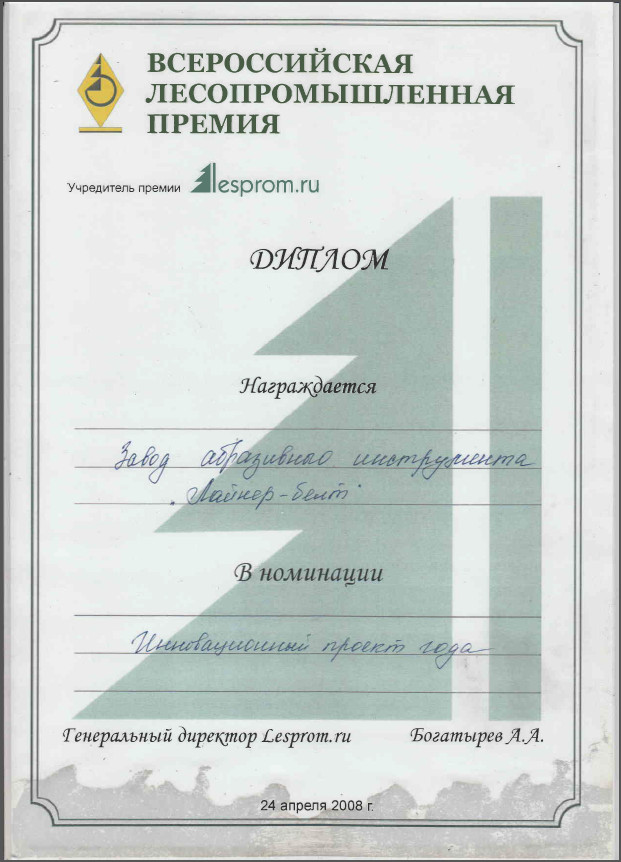 ВСЕРОССИЙСКАЯ
ЛЕСОПРОМЫШЛЕННАЯ
ПРЕМИЯ
Учредитель премии lesprom.ru
ДИПЛОМ
Награждается
Завод абразивного инструмента
"Лайнер-белт"
В номинации
Инновационный проект года
Генеральный директор Lesprom.ru Богатырев А.А.
24 апреля 2008 г.